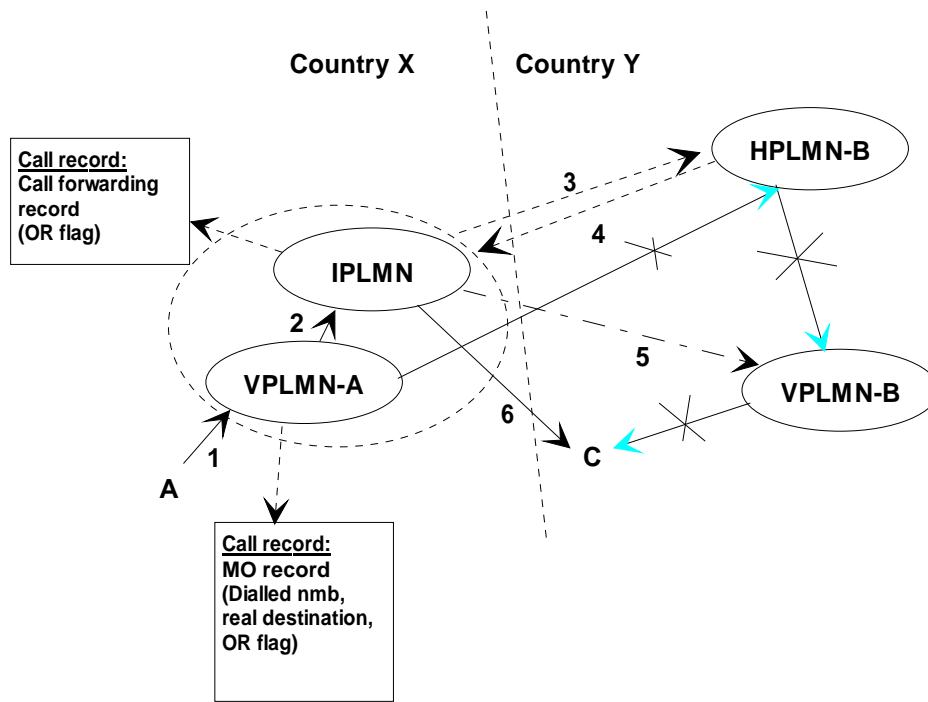 Country X
Country Y
Call record:
Call forwarding
record
(OR flag)
HPLMN-B
3
4
IPLMN
2
5
VPLMN-A
VPLMN-B
6
1
C
A
Call record:
MO record
(Dialled nmb,
real destination,
OR flag)